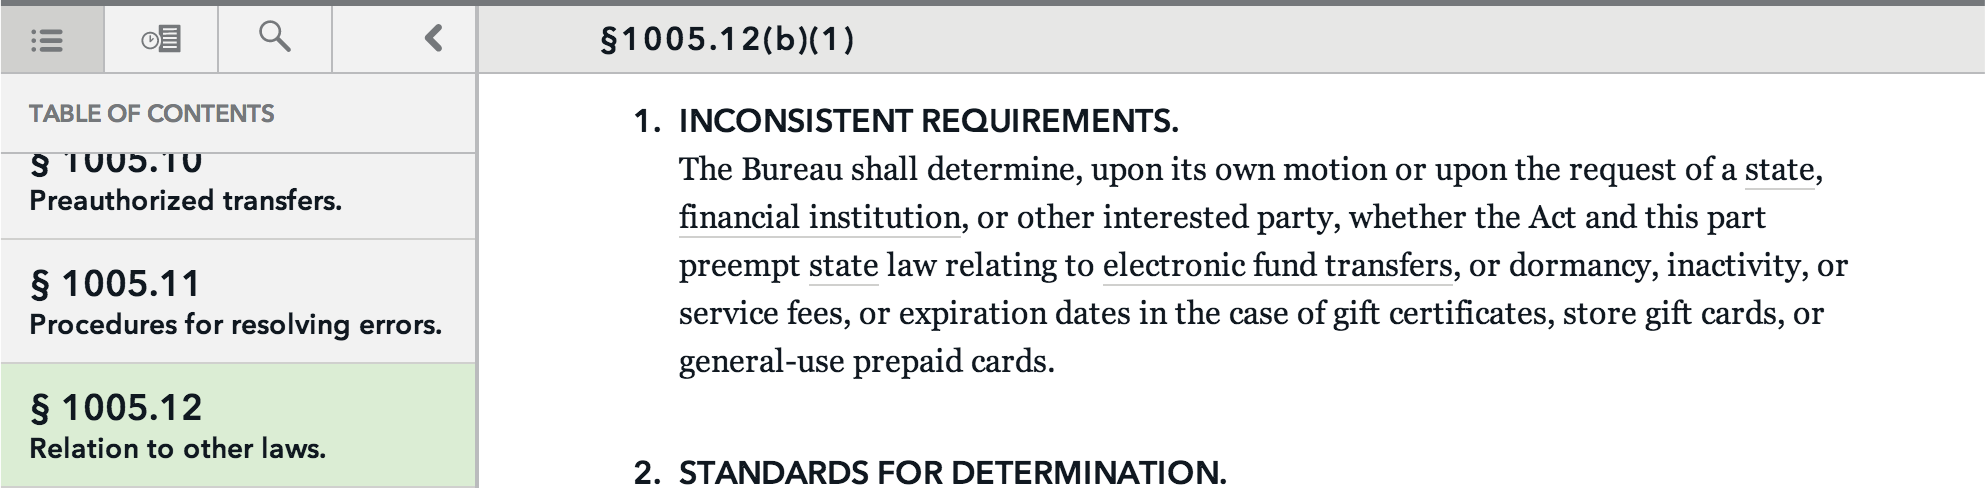 §1005.12(b)(1)
TABLE OF CONTENTS
§ 1005.10
Preauthorized transfers.
§ 1005.11
Procedures for resolving errors.
§ 1005.12
Relation to other laws.
1. INCONSISTENT REQUIREMENTS.
The Bureau shall determine, upon its own motion or upon the request of a state,
financial institution, or other interested party, whether the Act and this part
preempt state law relating to electronic fund transfers, or dormancy, inactivity, or
service fees, or expiration dates in the case of gift certificates, store gift cards, or
general-use prepaid cards.
2. STANDARDS FOR DETERMINATION.